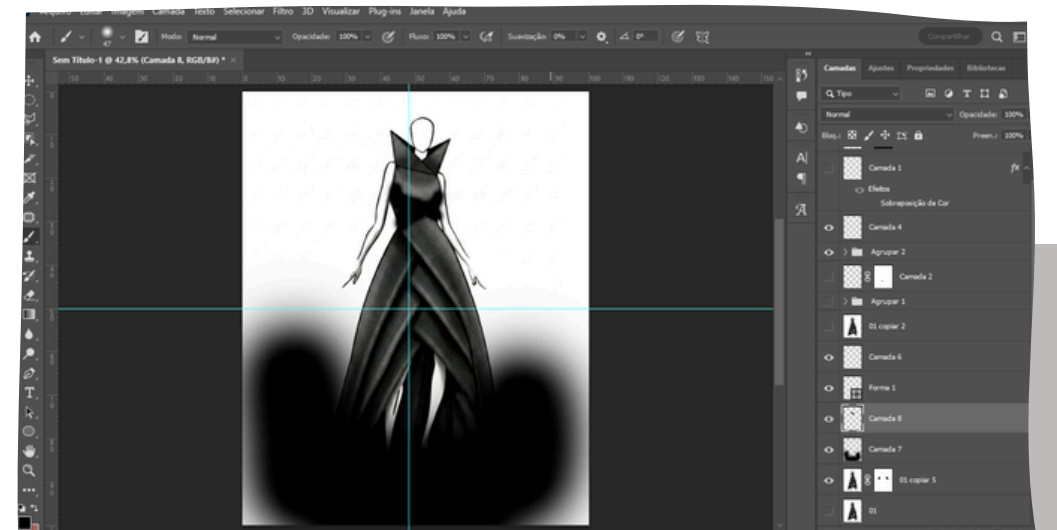 Arquivo Editar Imagem Camada Texto Selecionar Filtro 3D Visualizar Plug-ins Janela Ajuda
47 Modo: Normal Opacidade: 100% Fluxo: 100% Suavização: 0% 0° Compartilhar
Sem Título-1 @ 42,8% (Camada 8, RGB/8#) * ×
Camadas Ajustes Propriedades Bibliotecas
Tipo
Normal Opacidade: 100%
Bloq.: Preen.: 100%
Camada 1 fx
Efeitos
Sobreposição de Cor
Camada 4
Agrupar 2
Camada 2
Agrupar 1
01 copiar 2
Camada 6
Forma 1
Camada 8
Camada 7
01 copiar 5
01